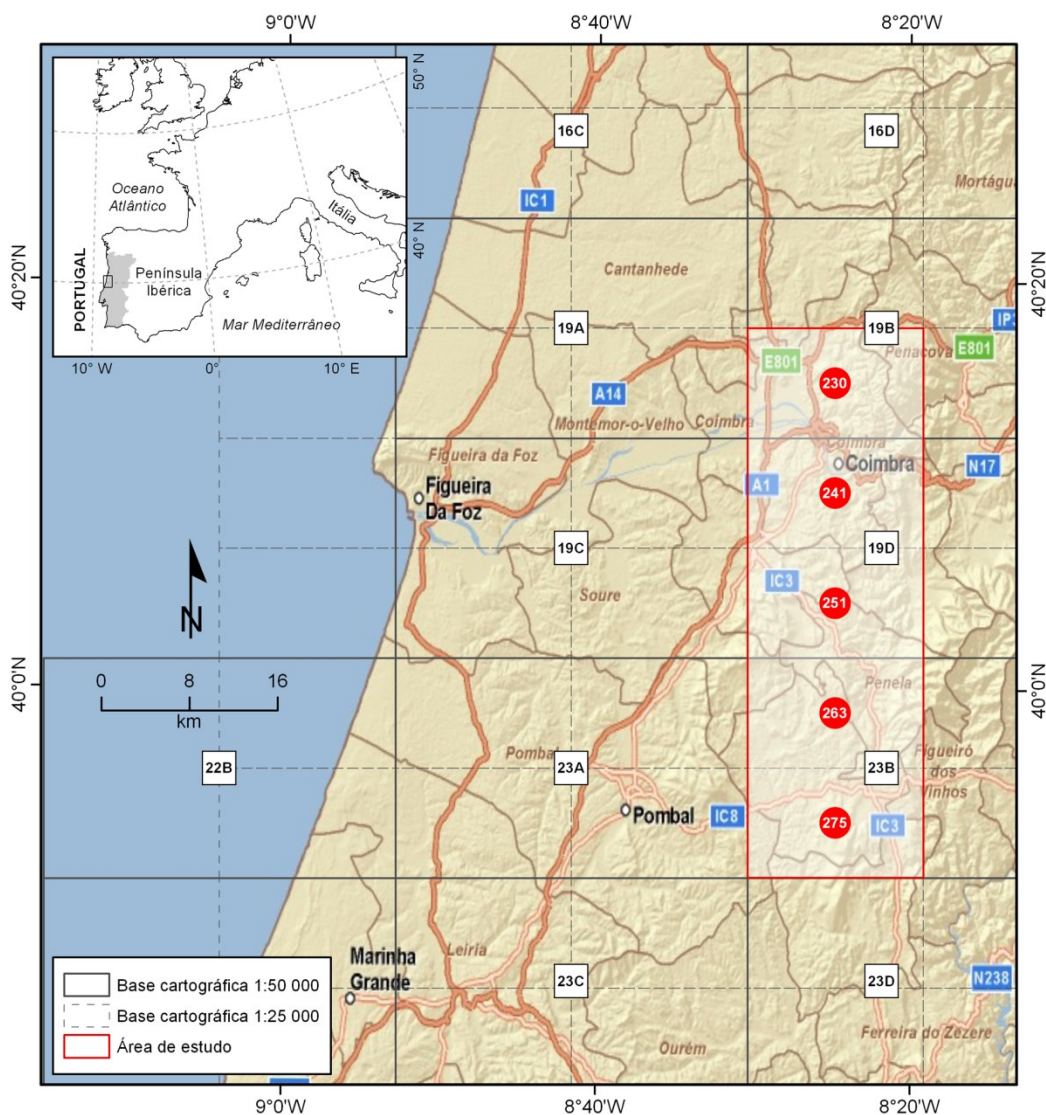 9°0'W
8°40'W
8°20'W
40°20'N
40°0'N
40°20'N
40°0'N
50° N
40° N
Oceano
Atlântico
Itália
PORTUGAL
Península
Ibérica
Mar Mediterrâneo
10° W
0°
10° E
16C
16D
Mortágua
IC1
Cantanhede
19A
19B
IP3
Penacova
E801
E801
230
A14
Montemor-o-Velho
Coimbra
Coimbra
Figueira da Foz
Coimbra
N17
Figueira
Da Foz
A1
241
19C
19D
IC3
Soure
251
N
0
8
16
km
Penela
263
22B
Pombal
23A
23B
Figueiró
dos
Vinhos
Pombal
IC8
275
IC3
Leiria
Marinha
Grande
23C
23D
N238
Ourém
Ferreira do Zezere
Base cartográfica 1:50 000
Base cartográfica 1:25 000
Área de estudo
9°0'W
8°40'W
8°20'W